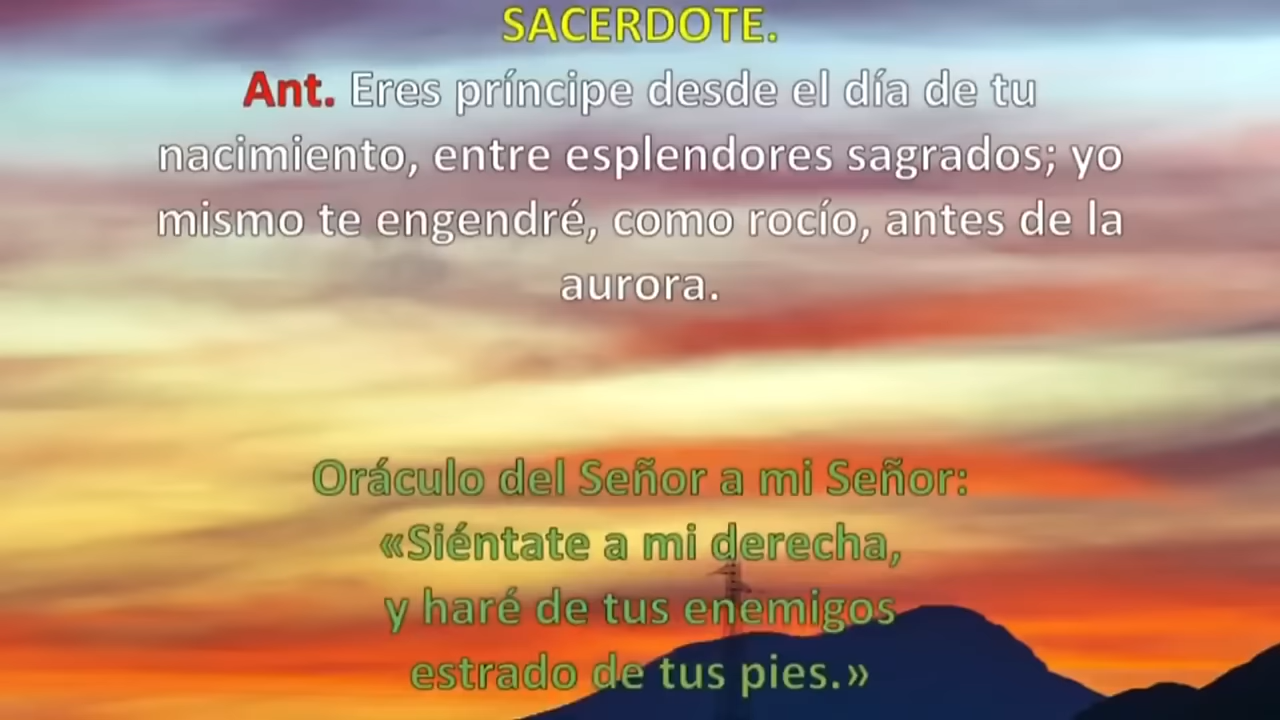 SACERDOTE.
Ant. Eres príncipe desde el día de tu
nacimiento, entre esplendores sagrados; yo
mismo te engendré, como rocío, antes de la
aurora.
Oráculo del Señor a mi Señor:
«Siéntate a mi derecha,
y haré de tus enemigos
estrado de tus pies.»